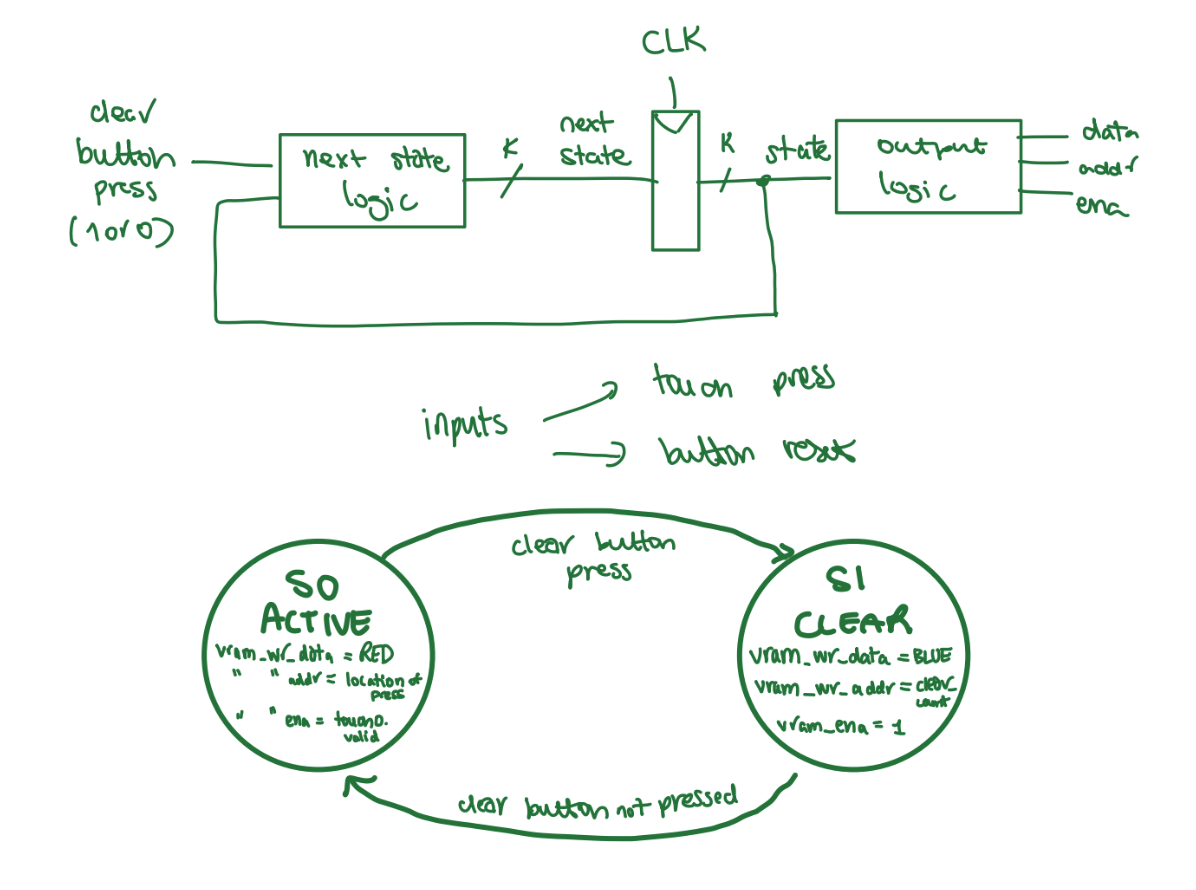 CLK
clear
button
press
(1 or 0)
next state
logic
K
next
state
K
state
output
logic
data
addr
ena
inputs
touch press
button reset
clear button
press
S0
ACTIVE
vram_wr_data = RED
" " addr = location of
press
" " ena = touch0.
valid
S1
CLEAR
vram_wr_data = BLUE
vram_wr_addr = clear_
count
vram_ena = 1
clear button not pressed